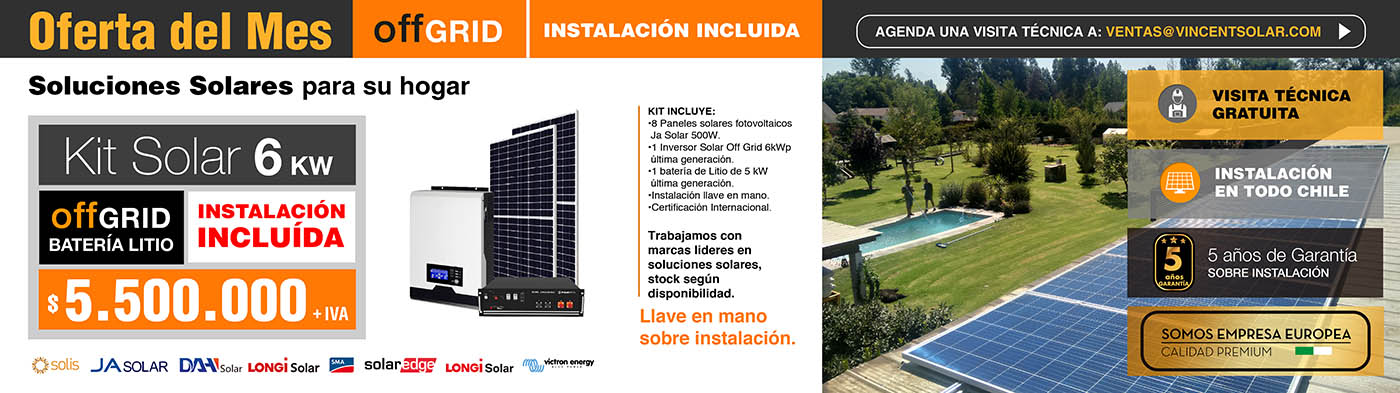 Oferta del Mes
offGRID
INSTALACIÓN INCLUIDA
AGENDA UNA VISITA TÉCNICA A: VENTAS@VINCENTSOLAR.COM
Soluciones Solares para su hogar
Kit Solar 6 KW
offGRID
BATERÍA LITIO
INSTALACIÓN
INCLUÍDA
$5.500.000 + IVA
KIT INCLUYE:
•8 Paneles solares fotovoltaicos
Ja Solar 500W.
•1 Inversor Solar Off Grid 6kWp
última generación.
•1 batería de Litio de 5 kW
última generación.
•Instalación llave en mano.
•Certificación Internacional.
Trabajamos con
marcas lideres en
soluciones solares,
stock según
disponibilidad.
Llave en mano
sobre instalación.
VISITA TÉCNICA
GRATUITA
INSTALACIÓN
EN TODO CHILE
5
años
GARANTÍA
5 años de Garantía
SOBRE INSTALACIÓN
SOMOS EMPRESA EUROPEA
CALIDAD PREMIUM
solis
JA SOLAR
DAH Solar
LONGi Solar
SMA
solaredge
LONGi Solar
victron energy
BLUE POWER